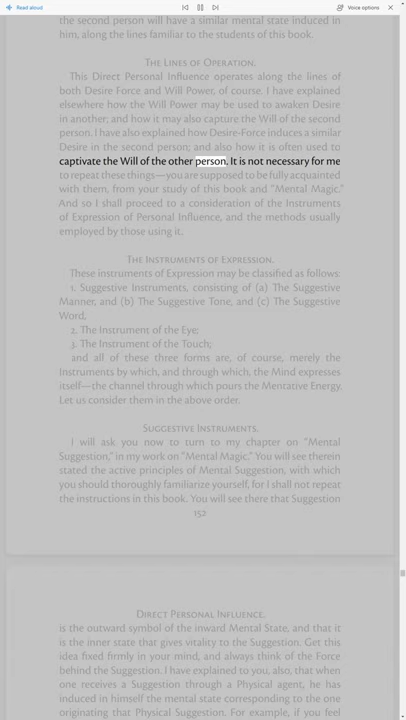 Read aloud
Voice options
the second person will have a similar mental state induced in
him, along the lines familiar to the students of this book.
The Lines of Operation.
This Direct Personal Influence operates along the lines of
both Desire Force and Will Power, of course. I have explained
elsewhere how the Will Power may be used to awaken Desire
in another; and how it may also capture the Will of the second
person. I have also explained how Desire-Force induces a similar
Desire in the second person; and also how it is often used to
captivate the Will of the other person. It is not necessary for me
to repeat these things—you are supposed to be fully acquainted
with them, from your study of this book and “Mental Magic.”
And so I shall proceed to a consideration of the Instruments
of Expression of Personal Influence, and the methods usually
employed by those using it.
The Instruments of Expression.
These instruments of Expression may be classified as follows:
1. Suggestive Instruments, consisting of (a) The Suggestive
Manner, and (b) The Suggestive Tone, and (c) The Suggestive
Word;
2. The Instrument of the Eye;
3. The Instrument of the Touch;
and all of these three forms are, of course, merely the
Instruments by which, and through which, the Mind expresses
itself—the channel through which pours the Mentative Energy.
Let us consider them in the above order.
Suggestive Instruments.
I will ask you now to turn to my chapter on “Mental
Suggestion,” in my work on “Mental Magic.” You will see therein
stated the active principles of Mental Suggestion, with which
you should thoroughly familiarize yourself, for I shall not repeat
the instructions in this book. You will see there that Suggestion
152
Direct Personal Influence.
is the outward symbol of the inward Mental State, and that it
is the inner state that gives vitality to the Suggestion. Get this
idea fixed firmly in your mind, and always think of the Force
behind the Suggestion. I have explained to you, also, that when
one receives a Suggestion through a Physical agent, he has
induced in himself the mental state corresponding to the one
originating that Physical Suggestion. For example, if you feel